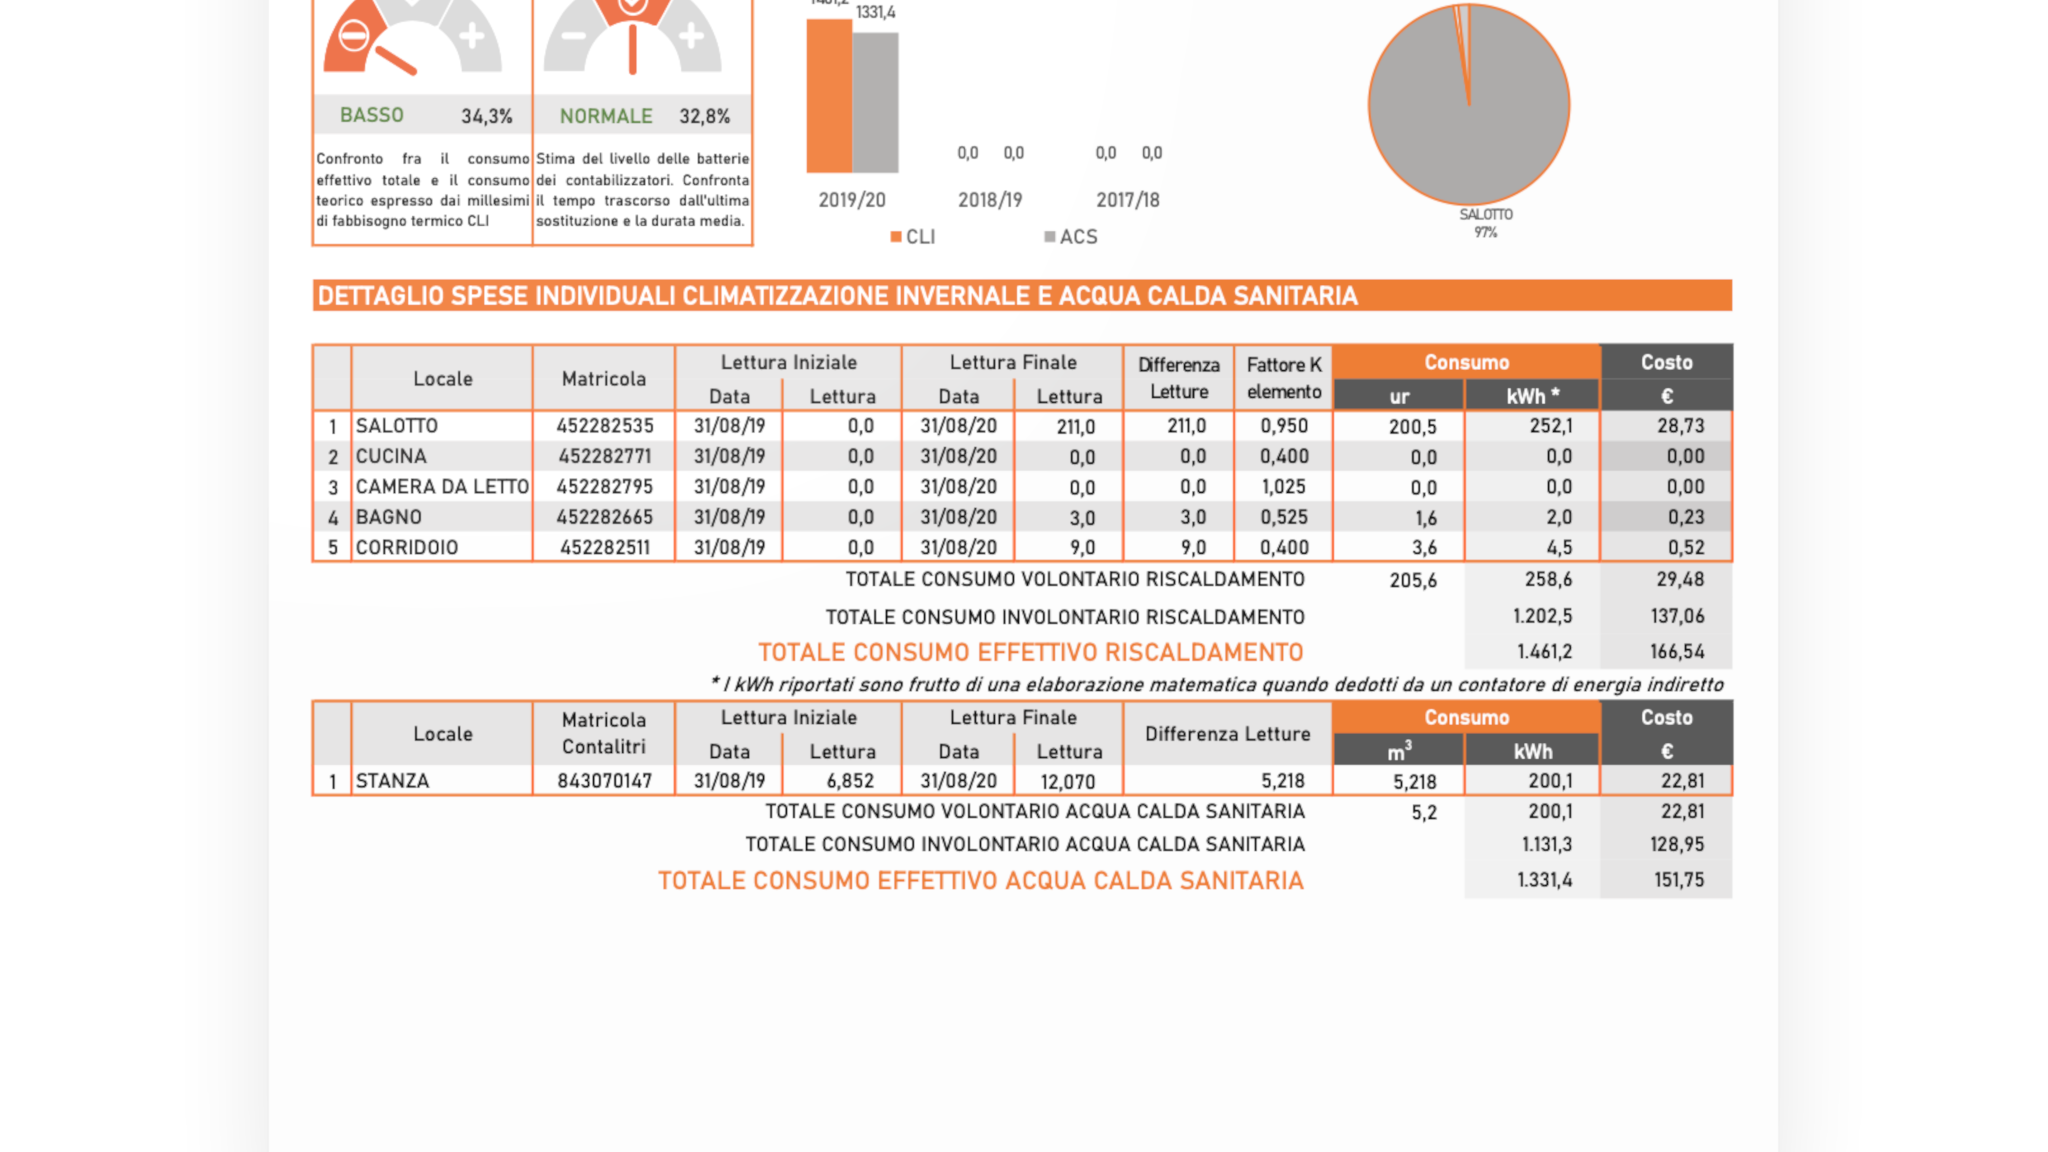 1331,4
BASSO 34,3% NORMALE 32,8%
Confronto fra il consumo
effettivo totale e il consumo
teorico espresso dai millesimi
di fabbisogno termico CLI
Stima del livello delle batterie
dei contabilizzatori. Confronta
il tempo trascorso dall'ultima
sostituzione e la durata media.
0,0 0,0 0,0 0,0
2019/20 2018/19 2017/18
CLI ACS
SALOTTO
97%
DETTAGLIO SPESE INDIVIDUALI CLIMATIZZAZIONE INVERNALE E ACQUA CALDA SANITARIA
Locale Matricola Lettura Iniziale Lettura Finale Differenza Letture Fattore K elemento Consumo Costo
Data Lettura Data Lettura ur kWh * €
1 SALOTTO 452282535 31/08/19 0,0 31/08/20 211,0 211,0 0,950 200,5 252,1 28,73
2 CUCINA 452282771 31/08/19 0,0 31/08/20 0,0 0,0 0,400 0,0 0,0 0,00
3 CAMERA DA LETTO 452282795 31/08/19 0,0 31/08/20 0,0 0,0 1,025 0,0 0,0 0,00
4 BAGNO 452282665 31/08/19 0,0 31/08/20 3,0 3,0 0,525 1,6 2,0 0,23
5 CORRIDOIO 452282511 31/08/19 0,0 31/08/20 9,0 9,0 0,400 3,6 4,5 0,52
TOTALE CONSUMO VOLONTARIO RISCALDAMENTO 205,6 258,6 29,48
TOTALE CONSUMO INVOLONTARIO RISCALDAMENTO 1.202,5 137,06
TOTALE CONSUMO EFFETTIVO RISCALDAMENTO 1.461,2 166,54
* I kWh riportati sono frutto di una elaborazione matematica quando dedotti da un contatore di energia indiretto
Locale Matricola Contalitri Lettura Iniziale Lettura Finale Differenza Letture Consumo Costo
Data Lettura Data Lettura m³ kWh €
1 STANZA 843070147 31/08/19 6,852 31/08/20 12,070 5,218 5,218 200,1 22,81
TOTALE CONSUMO VOLONTARIO ACQUA CALDA SANITARIA 5,2 200,1 22,81
TOTALE CONSUMO INVOLONTARIO ACQUA CALDA SANITARIA 1.131,3 128,95
TOTALE CONSUMO EFFETTIVO ACQUA CALDA SANITARIA 1.331,4 151,75